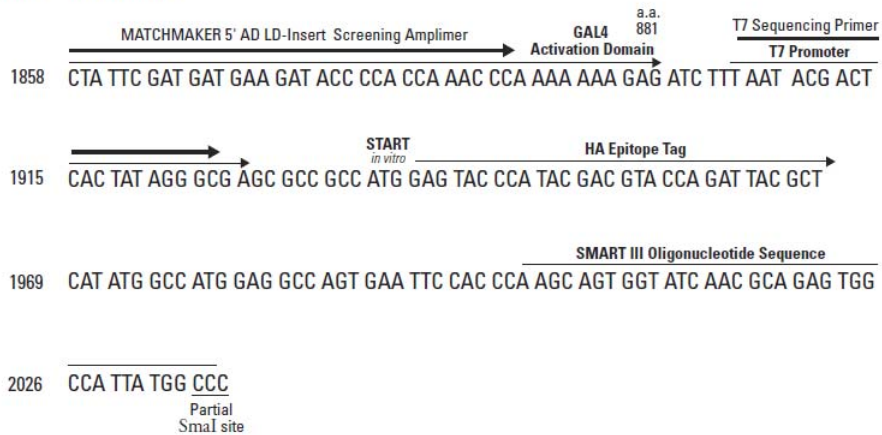 a.a.
MATCHMAKER 5' AD LD-Insert Screening Amplimer GAL4 881 T7 Sequencing Primer
Activation Domain T7 Promoter
1858 CTA TTC GAT GAT GAA GAT ACC CCA CCA AAC CCA AAA AAA GAG ATC TTT AAT ACG ACT
START
in vitro HA Epitope Tag
1915 CAC TAT AGG GCG AGC GCC GCC ATG GAG TAC CCA TAC GAC GTA CCA GAT TAC GCT
SMART III Oligonucleotide Sequence
1969 CAT ATG GCC ATG GAG GCC AGT GAA TTC CAC CCA AGC AGT GGT ATC AAC GCA GAG TGG
2026 CCA TTA TGG CCC
Partial
SmaI site